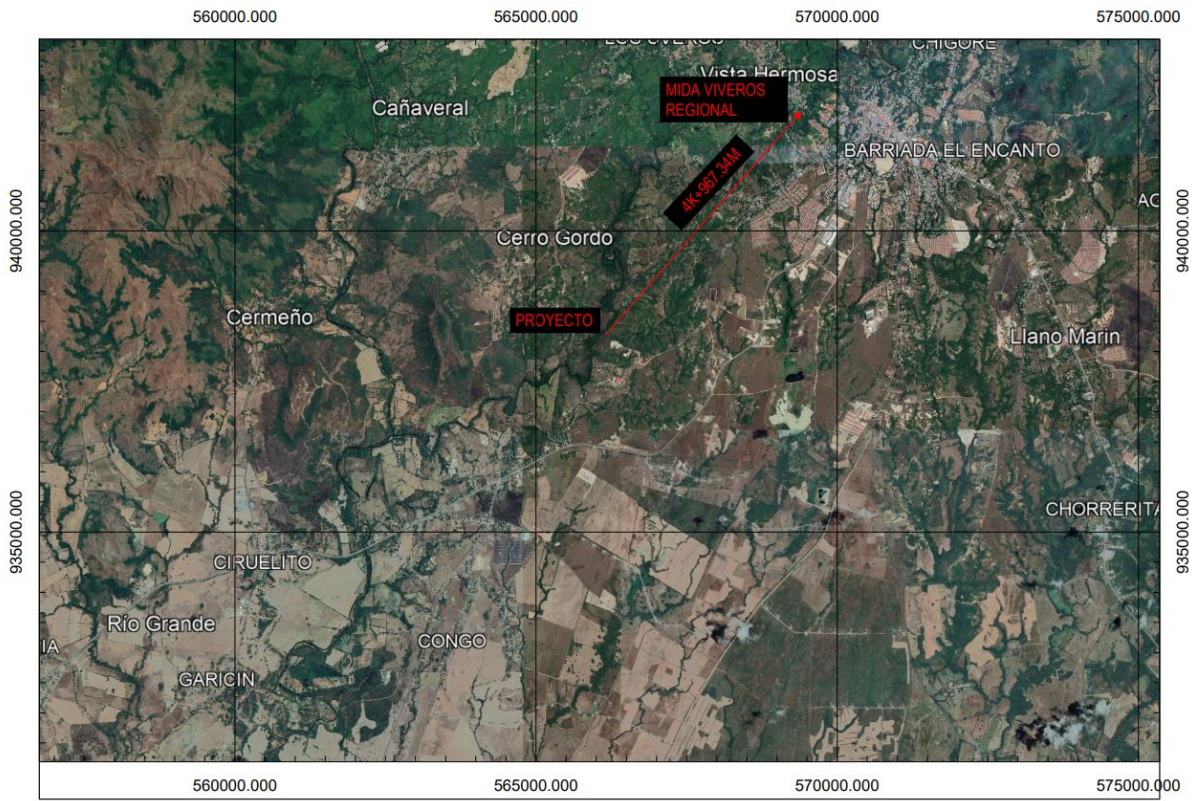 560000.000 565000.000 570000.000 575000.000
CHIGORE
Vista Hermosa
MIDA VIVEROS
REGIONAL
Cañaveral
BARRIADA EL ENCANTO
4K+967.34M
940000.000
940000.000
Cerro Gordo
PROYECTO
Cermeño
Llano Marin
CHORRERITA
935000.000
935000.000
CIRUELITO
Río Grande
CONGO
GARICIN
560000.000 565000.000 570000.000 575000.000